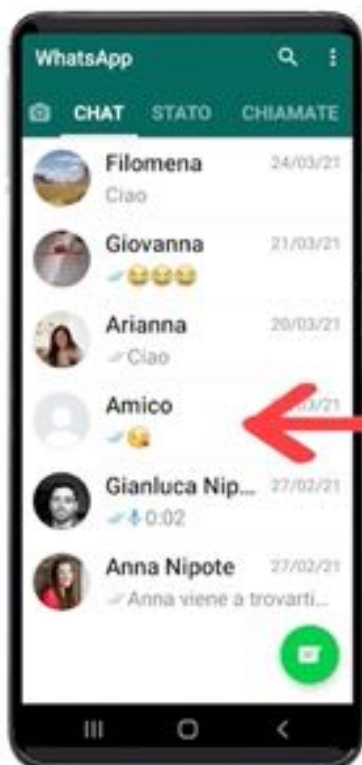 WhatsApp
CHAT STATO CHIAMATE
Filomena 24/03/21
Ciao
Giovanna 21/03/21
Arianna 20/03/21
Ciao
Amico /21
Gianluca Nip... 27/02/21
0:02
Anna Nipote 27/02/21
Anna viene a trovarti...